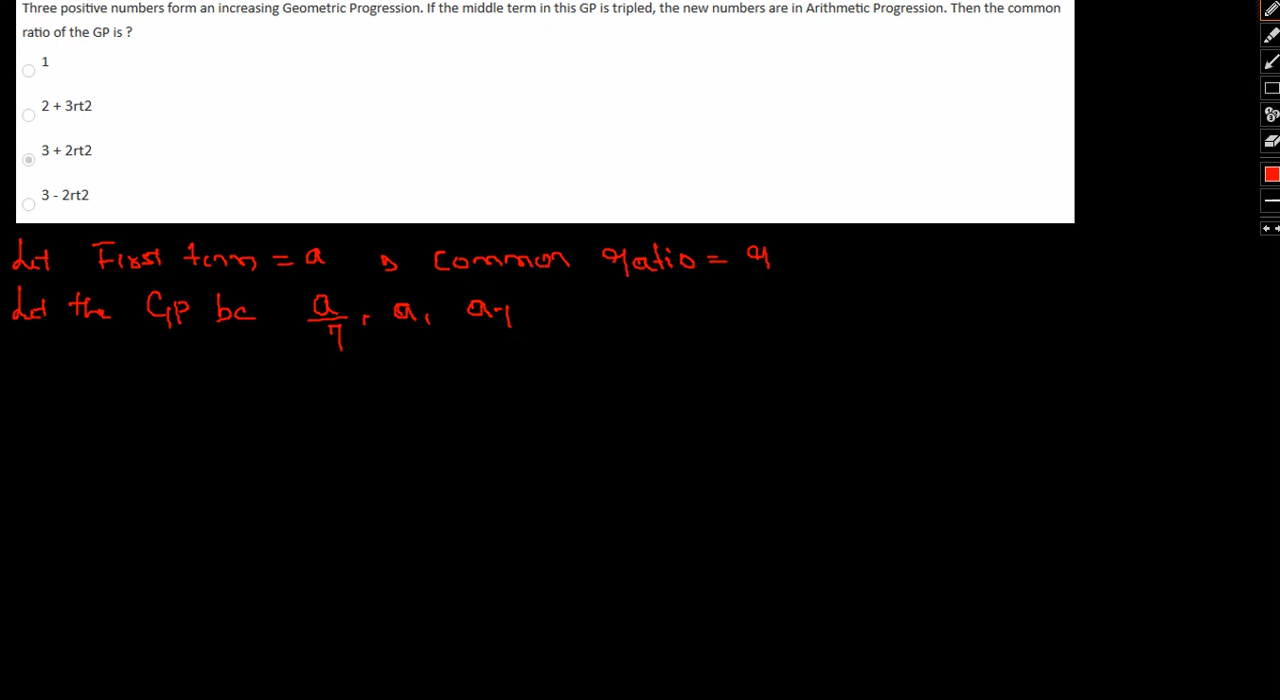 Three positive numbers form an increasing Geometric Progression. If the middle term in this GP is tripled, the new numbers are in Arithmetic Progression. Then the common
ratio of the GP is ?
1
2 + 3rt2
3 + 2rt2
3 - 2rt2
Let First term = a , common ratio = r
Let the GP be a/r, a, ar